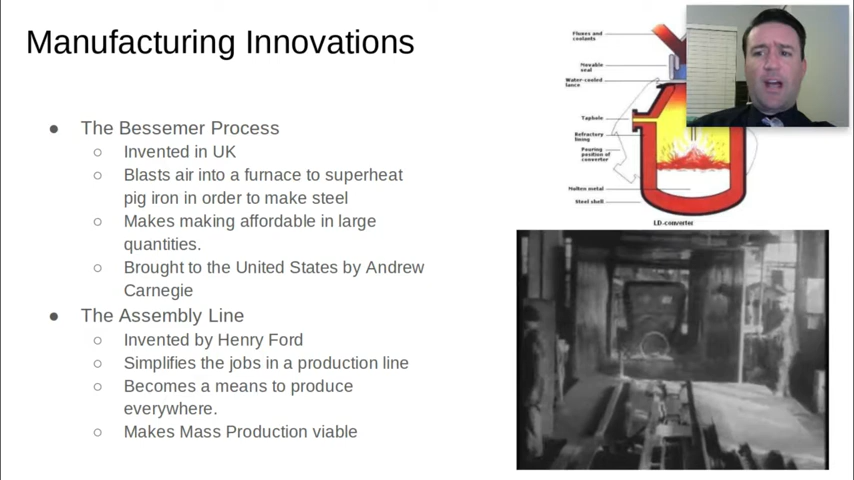 Manufacturing Innovations
● The Bessemer Process
○ Invented in UK
○ Blasts air into a furnace to superheat
pig iron in order to make steel
○ Makes making affordable in large
quantities.
○ Brought to the United States by Andrew
Carnegie
● The Assembly Line
○ Invented by Henry Ford
○ Simplifies the jobs in a production line
○ Becomes a means to produce
everywhere.
○ Makes Mass Production viable
Fluxes and
coolants
Movable
seal
Water-cooled
lance
Taphole
Refractory
lining
Pouring
position of
convertor
Molten metal
Steel shell
LD-converter